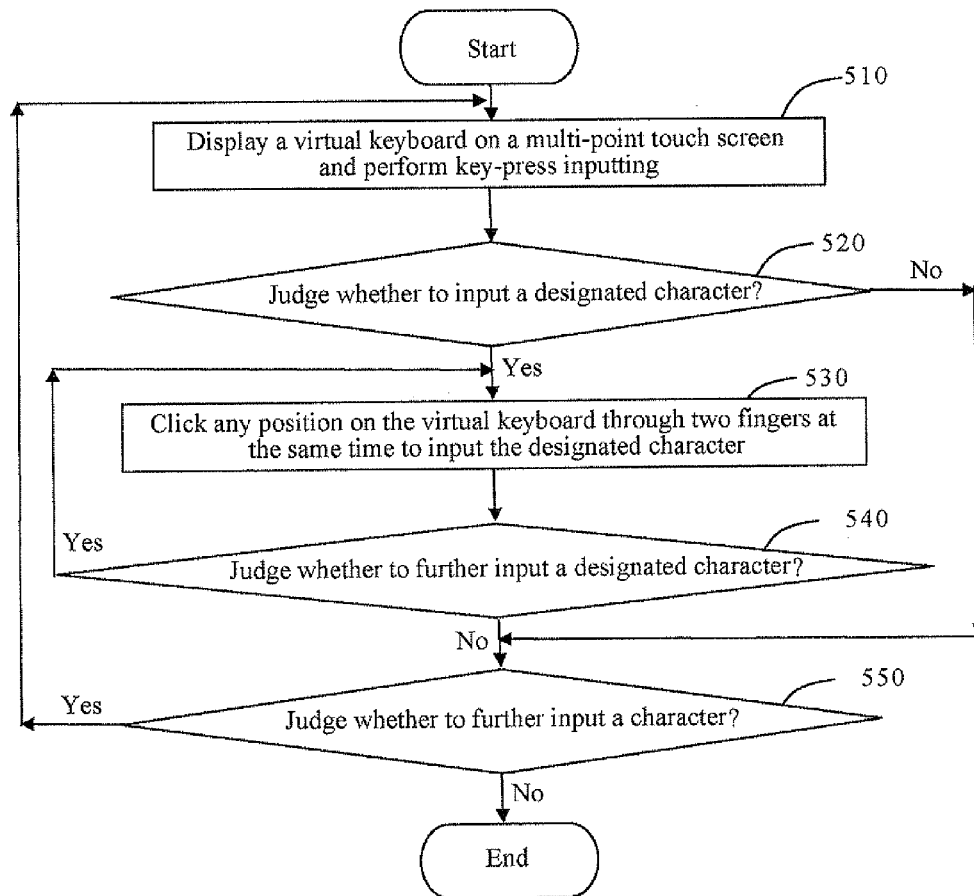 Start
510
Display a virtual keyboard on a multi-point touch screen
and perform key-press inputting
520
No
Judge whether to input a designated character?
Yes
530
Click any position on the virtual keyboard through two fingers at
the same time to input the designated character
540
Yes
Judge whether to further input a designated character?
No
550
Yes
Judge whether to further input a character?
No
End